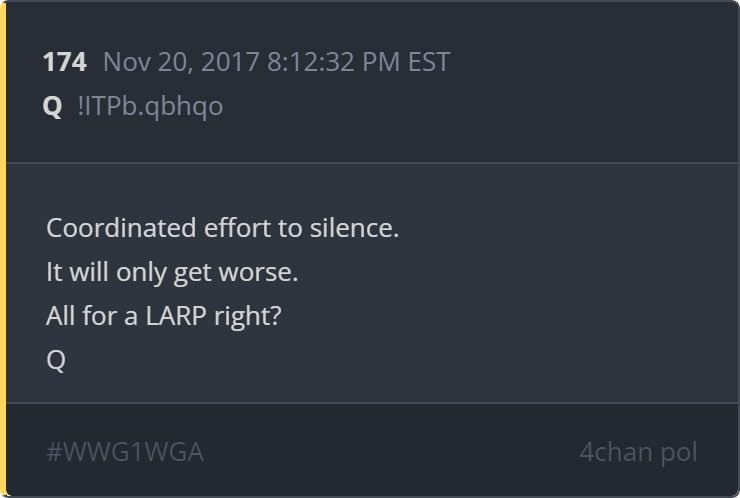 174 Nov 20, 2017 8:12:32 PM EST
Q !ITPb.qbhqo
Coordinated effort to silence.
It will only get worse.
All for a LARP right?
Q
#WWG1WGA 4chan pol